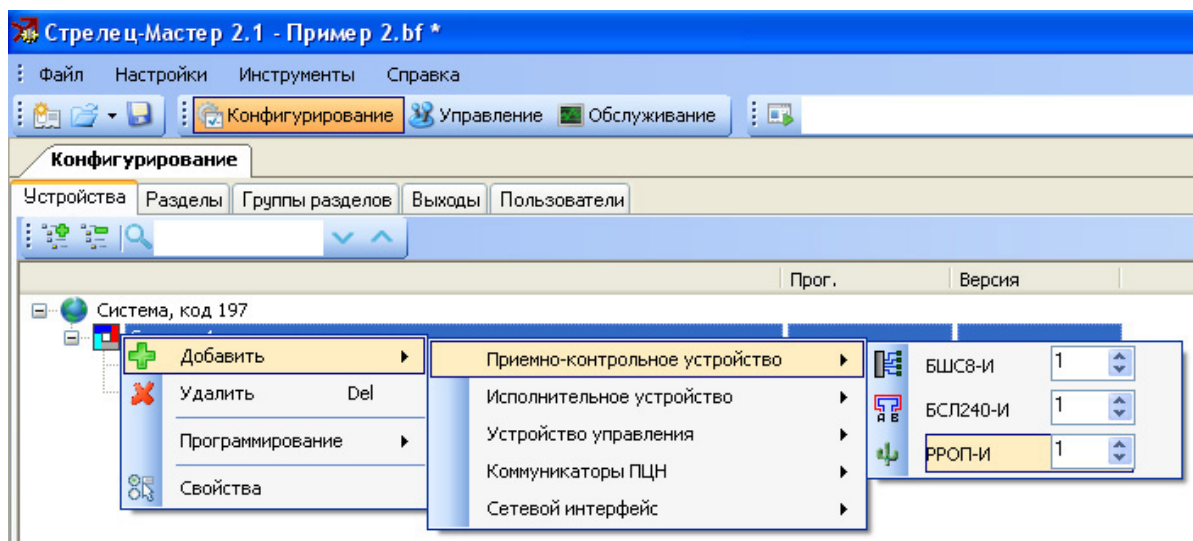 Стрелец-Мастер 2.1 - Пример 2.bf *
Файл Настройки Инструменты Справка
Конфигурирование Управление Обслуживание
Конфигурирование
Устройства Разделы Группы разделов Выходы Пользователи
Прог. Версия
Система, код 197
Добавить
Удалить Del
Программирование
Свойства
Приемно-контрольное устройство
Исполнительное устройство
Устройство управления
Коммуникаторы ПЦН
Сетевой интерфейс
БШС8-И 1
БСЛ240-И 1
РРОП-И 1